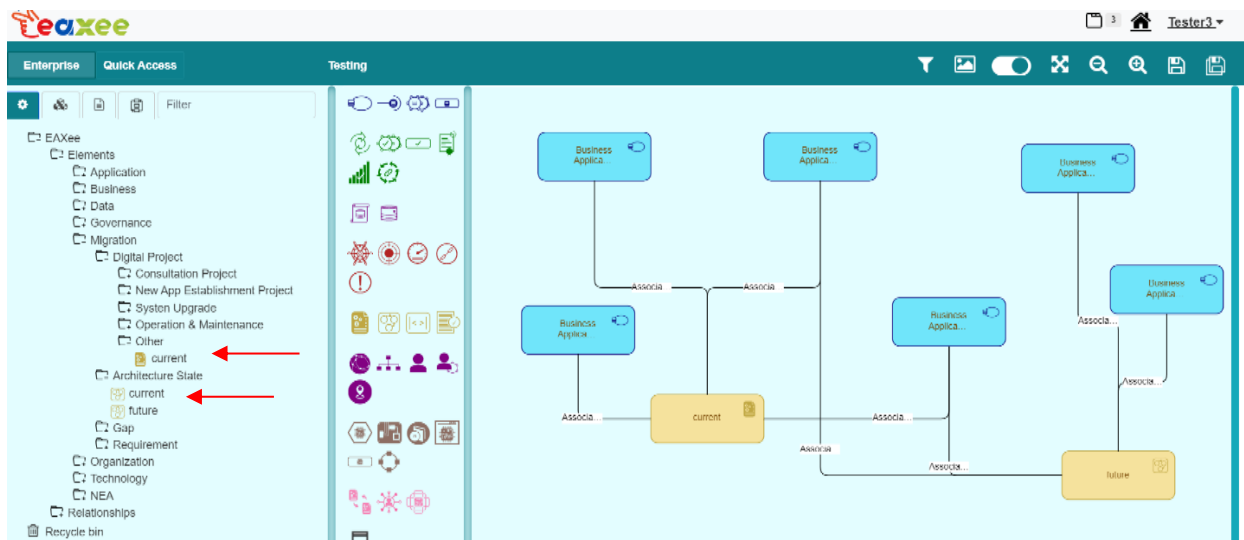 eaxee
3
Tester3
Enterprise
Quick Access
Testing
Filter
EAXee
Elements
Application
Business
Data
Governance
Migration
Digital Project
Consultation Project
New App Establishment Project
Systen Upgrade
Operation & Maintenance
Other
current
Architecture State
current
future
Gap
Requirement
Organization
Technology
NEA
Relationships
Recycle bin
Business
Applica...
Business
Applica...
Business
Applica...
Business
Applica
Business
Applica
Business
Applica...
Associa
Associa
Associa...
Associa...
Associa...
Associa...
Associa
Associa...
current
future